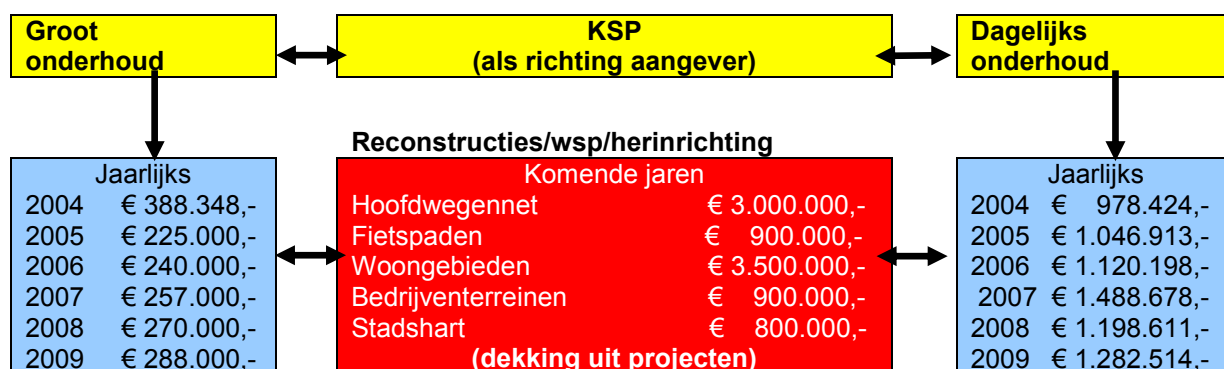 Groot
onderhoud
KSP
(als richting aangever)
Dagelijks
onderhoud
Reconstructies/wsp/herinrichting
Jaarlijks
2004 € 388.348,-
2005 € 225.000,-
2006 € 240.000,-
2007 € 257.000,-
2008 € 270.000,-
2009 € 288.000,-
Komende jaren
Hoofdwegennet € 3.000.000,-
Fietspaden € 900.000,-
Woongebieden € 3.500.000,-
Bedrijventerreinen € 900.000,-
Stadshart € 800.000,-
(dekking uit projecten)
Jaarlijks
2004 € 978.424,-
2005 € 1.046.913,-
2006 € 1.120.198,-
2007 € 1.488.678,-
2008 € 1.198.611,-
2009 € 1.282.514,-